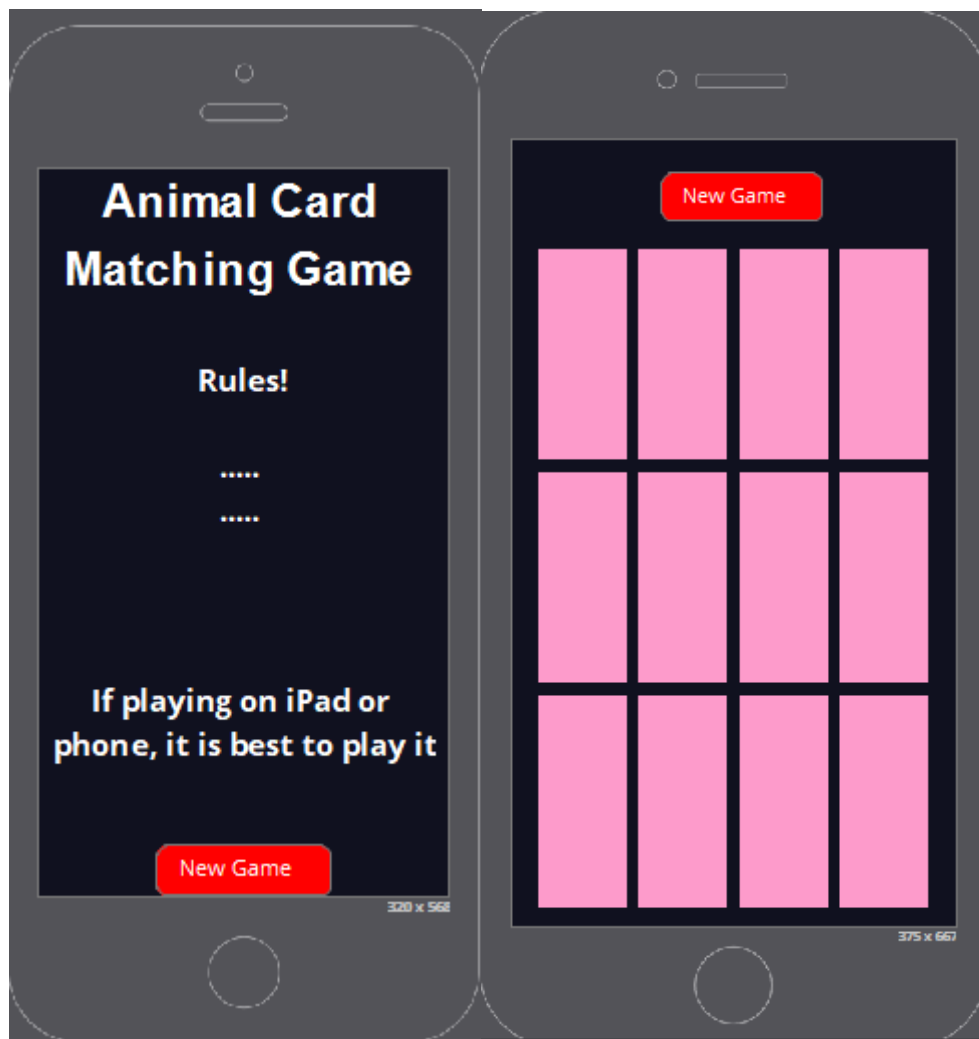 Animal Card
Matching Game
Rules!
.....
.....
If playing on iPad or
phone, it is best to play it
New Game
320 x 568
New Game
375 x 667